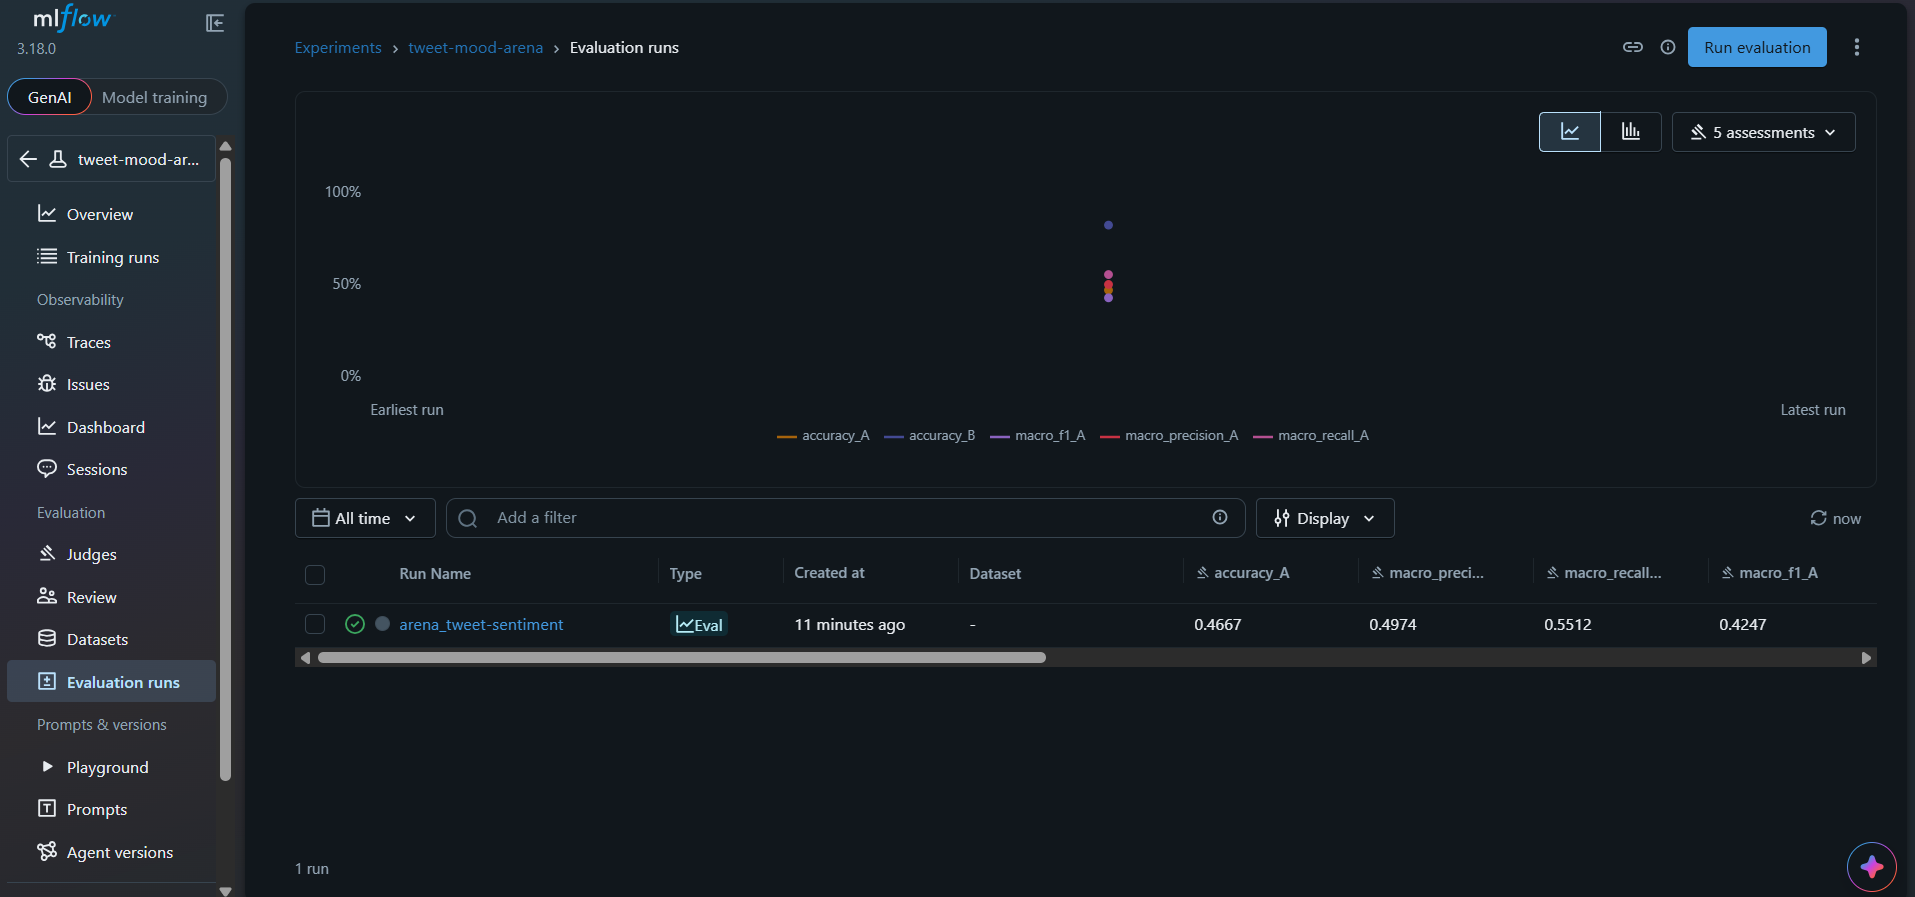 mlflow
3.18.0
GenAI
Model training
tweet-mood-ar...
Overview
Training runs
Observability
Traces
Issues
Dashboard
Sessions
Evaluation
Judges
Review
Datasets
Evaluation runs
Prompts & versions
Playground
Prompts
Agent versions
Experiments › tweet-mood-arena › Evaluation runs
Run evaluation
5 assessments
100%
50%
0%
Earliest run
Latest run
accuracy_A accuracy_B macro_f1_A macro_precision_A macro_recall_A
All time
Add a filter
Display
now
Run Name Type Created at Dataset accuracy_A macro_preci... macro_recall... macro_f1_A
arena_tweet-sentiment Eval 11 minutes ago - 0.4667 0.4974 0.5512 0.4247
1 run